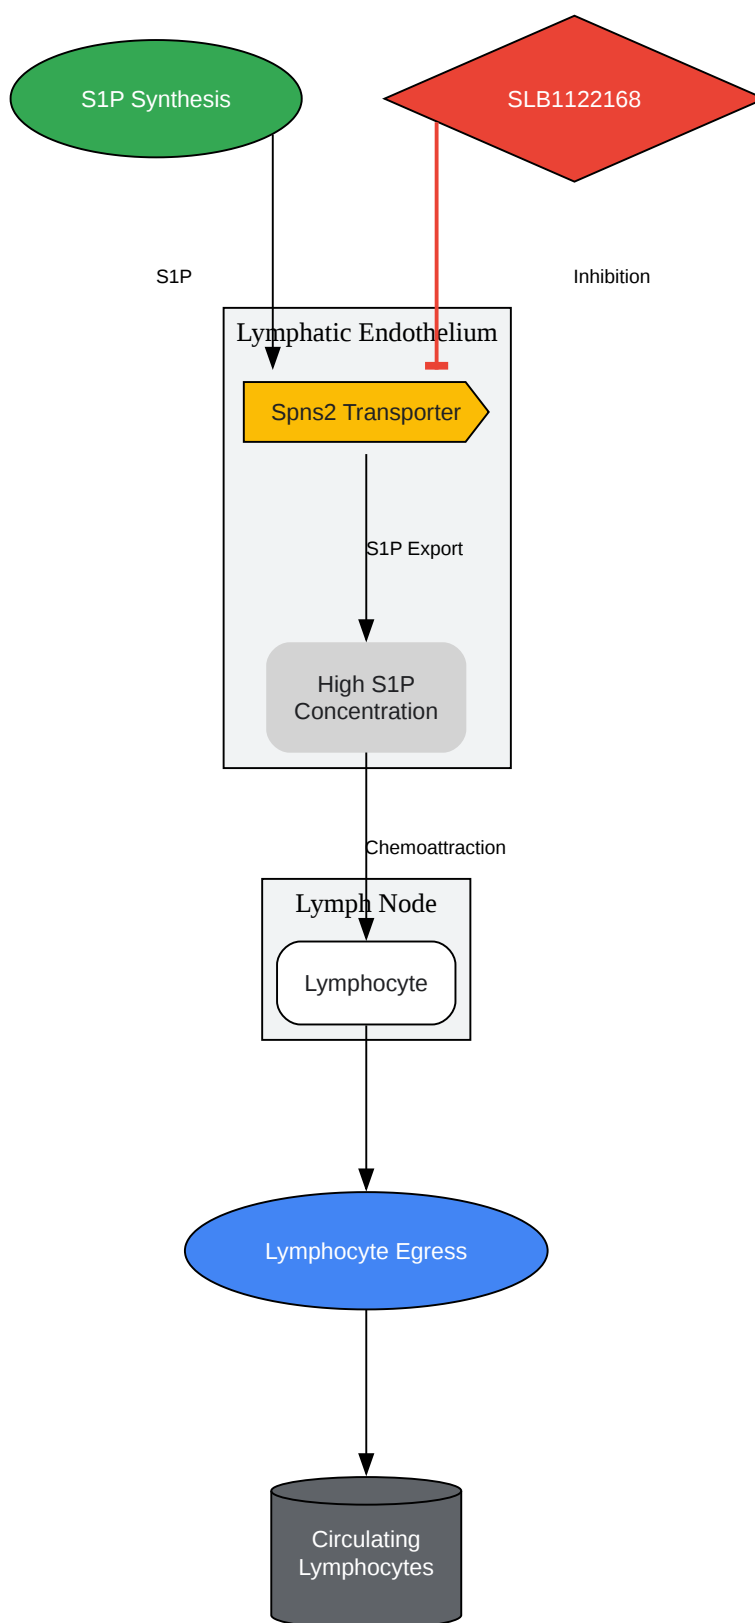 S1P Synthesis
SLB1122168
S1P
Inhibition
Lymphatic Endothelium
Spns2 Transporter
S1P Export
High S1P
Concentration
Chemoattraction
Lymph Node
Lymphocyte
Lymphocyte Egress
Circulating
Lymphocytes